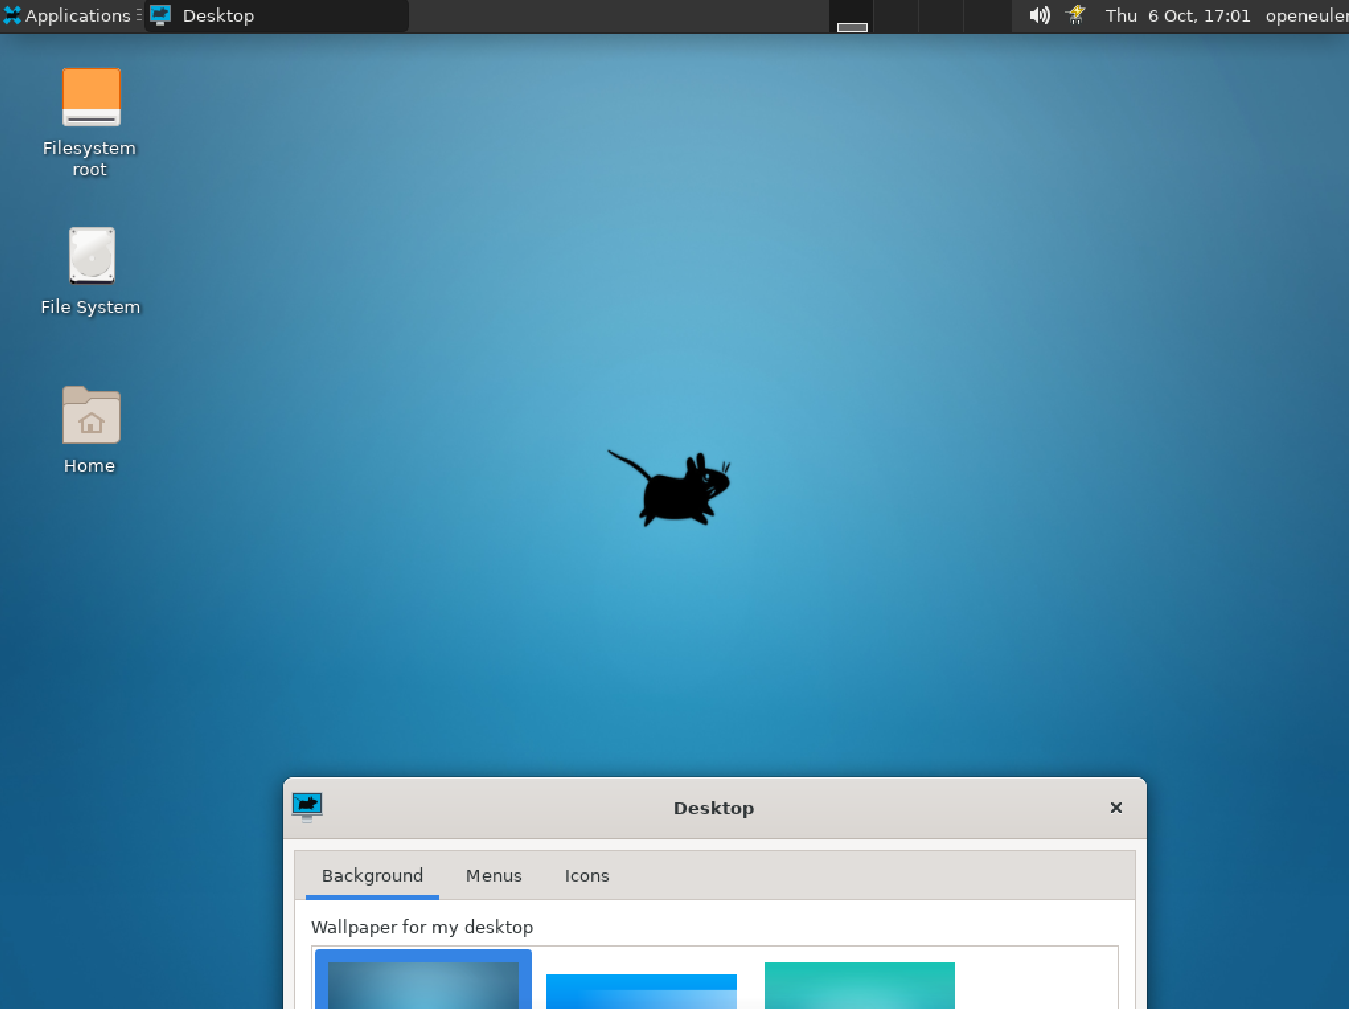 Applications
Desktop
Thu 6 Oct, 17:01
openeuler
Filesystem
root
File System
Home
Desktop
Background
Menus
Icons
Wallpaper for my desktop